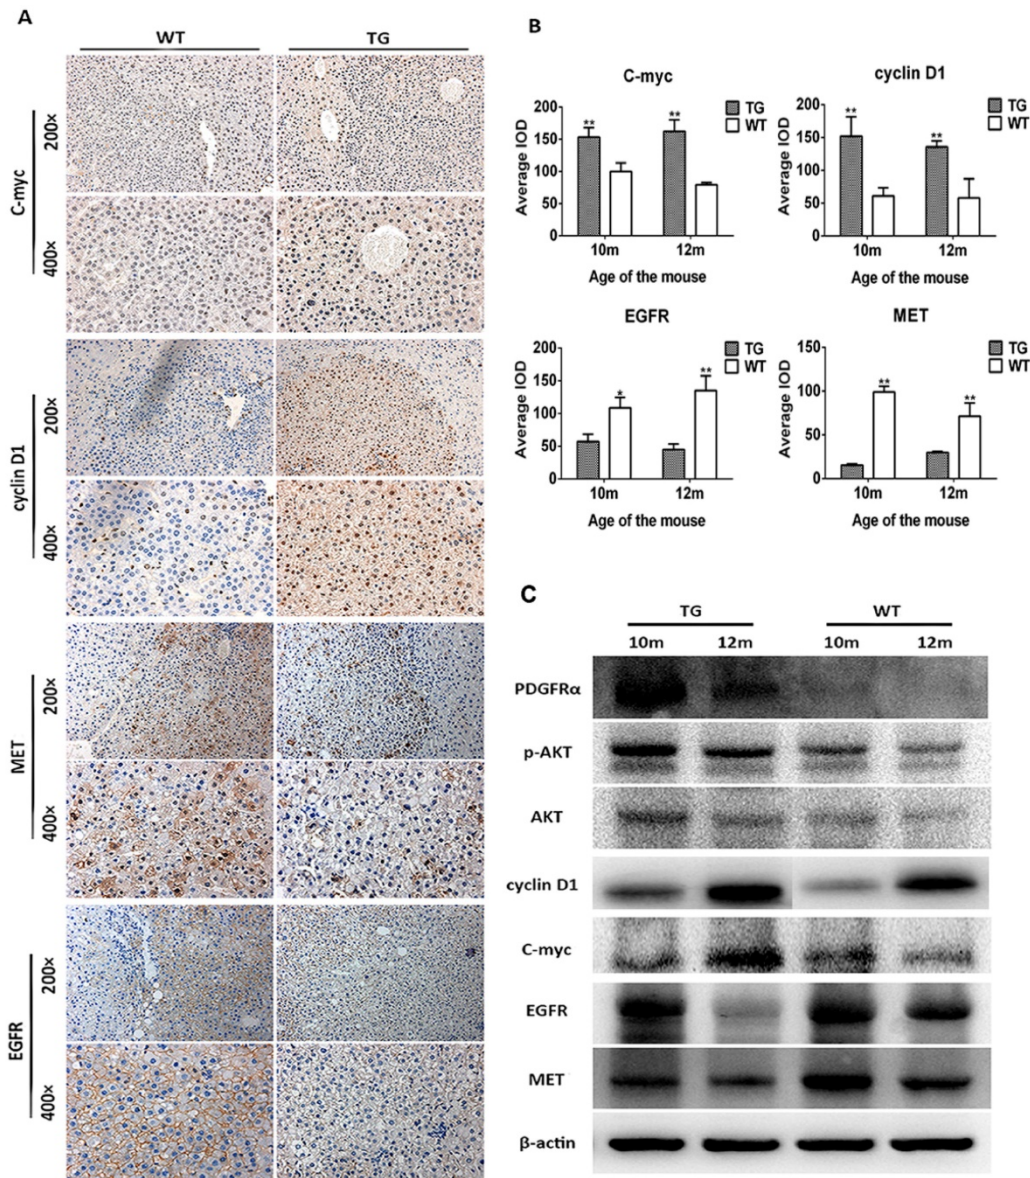 A
WT TG
C-myc
200×
400×
cyclin D1
200×
400×
MET
200×
400×
EGFR
200×
400×
B
C-myc
Average IOD
200
150
100
50
0
** **
TG
WT
10m 12m
Age of the mouse
cyclin D1
Average IOD
200
150
100
50
0
** **
TG
WT
10m 12m
Age of the mouse
EGFR
Average IOD
200
150
100
50
0
* **
TG
WT
10m 12m
Age of the mouse
MET
Average IOD
150
100
50
0
** **
TG
WT
10m 12m
Age of the mouse
C
TG WT
10m 12m 10m 12m
PDGFRα
p-AKT
AKT
cyclin D1
C-myc
EGFR
MET
β-actin